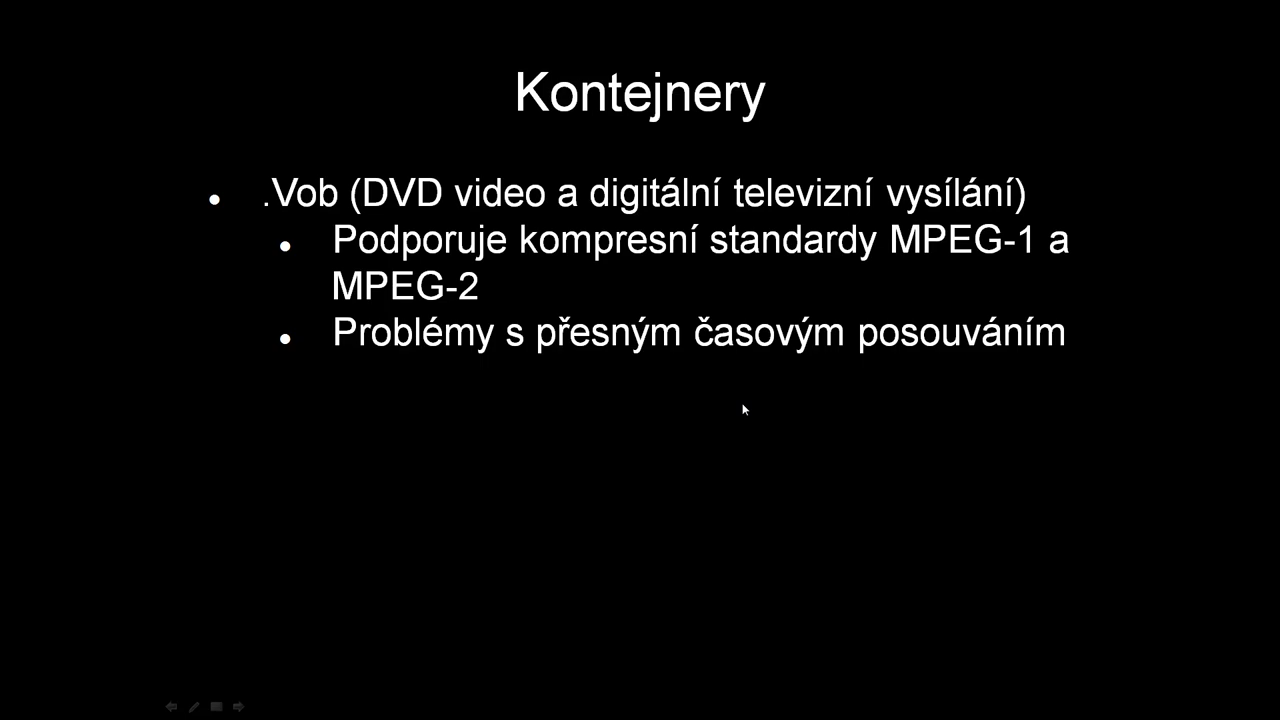 Kontejnery
.Vob (DVD video a digitální televizní vysílání)
Podporuje kompresní standardy MPEG-1 a
MPEG-2
Problémy s přesným časovým posouváním